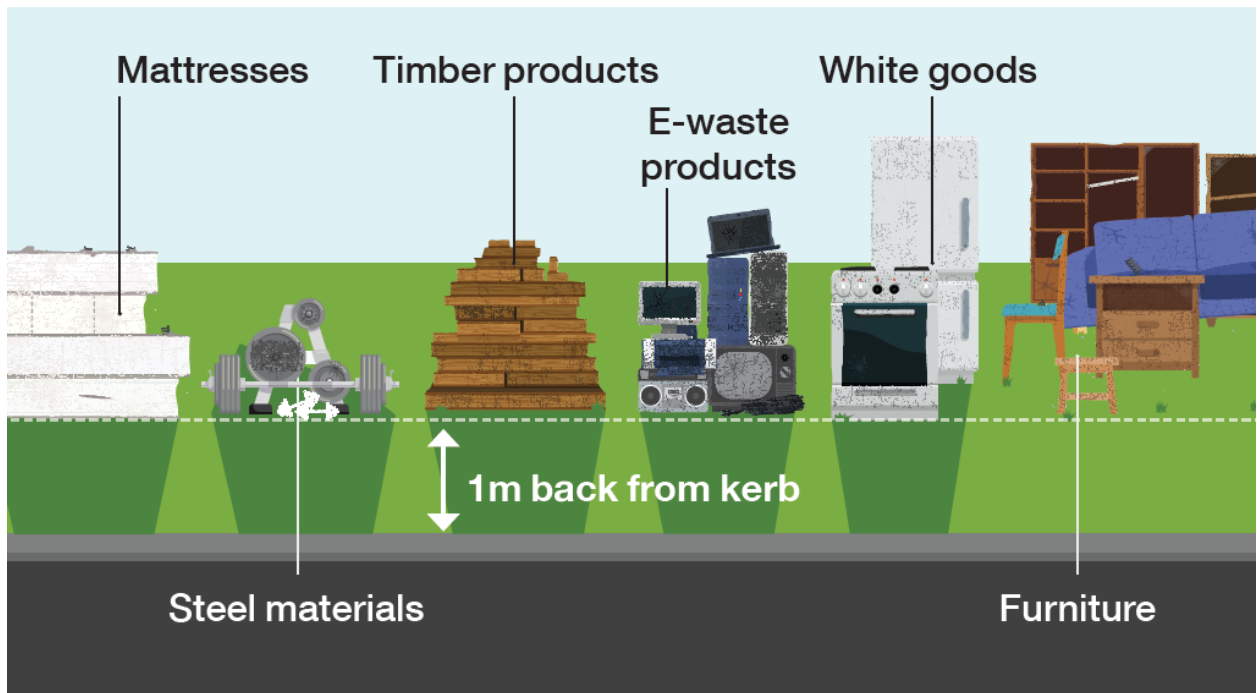 Mattresses
Timber products
White goods
E-waste
products
1m back from kerb
Steel materials
Furniture